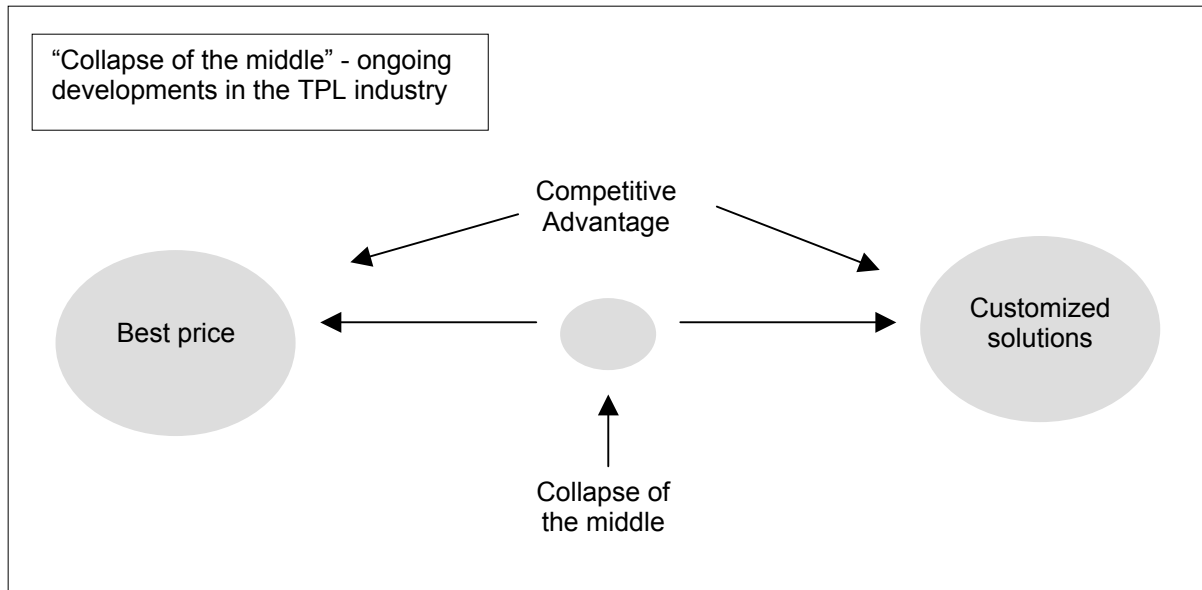 “Collapse of the middle” - ongoing
developments in the TPL industry
Competitive
Advantage
Best price
Customized
solutions
Collapse of
the middle